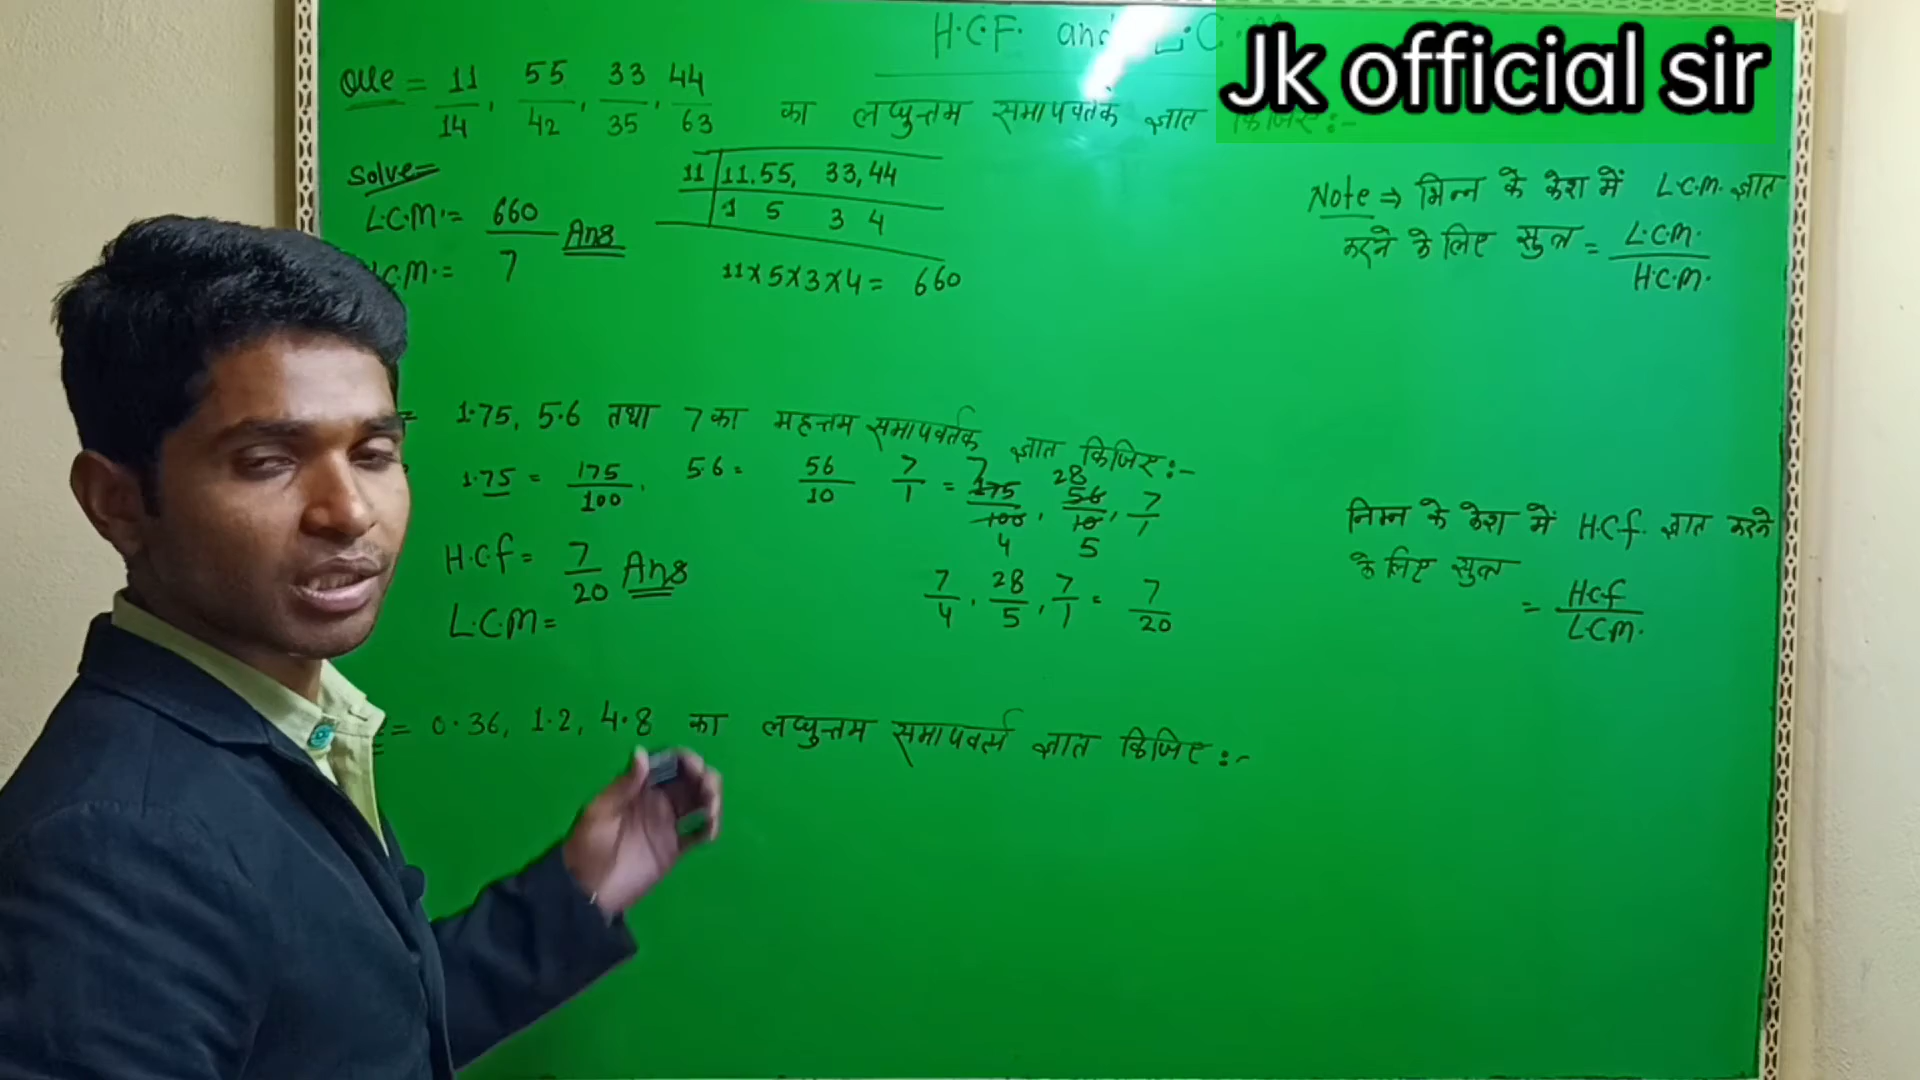 H.C.F. and L.C.M
Jk official sir
Que = 11/14, 55/42, 33/35, 44/63 का लघुत्तम समापवर्तक ज्ञात किजिए:-
Solve=
L.C.M.= 660 Ans
H.C.M.= 7
11 | 11, 55, 33, 44
1 5 3 4
11×5×3×4= 660
Note ⇒ भिन्न के केश में L.C.M. ज्ञात
करने के लिए सुत्र = L.C.M. / H.C.M.
= 1.75, 5.6 तथा 7 का महत्तम समापवर्तक ज्ञात किजिए:-
1.75 = 175/100, 5.6 = 56/10 7/1 = 7 175/100 4, 28 56/10 5, 7/1
H.C.f = 7/20 Ans
L.C.M =
7/4, 28/5, 7/1 = 7/20
निम्न के केश में H.C.f. ज्ञात करने
के लिए सुत्र
= H.C.f / L.C.M.
= 0.36, 1.2, 4.8 का लघुत्तम समापवर्त्य ज्ञात किजिए:-